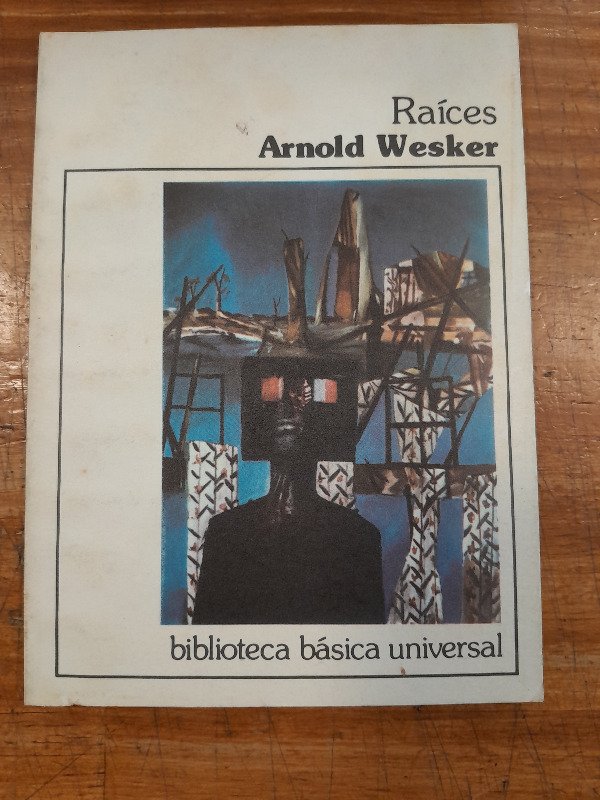 Raíces
Arnold Wesker
biblioteca básica universal